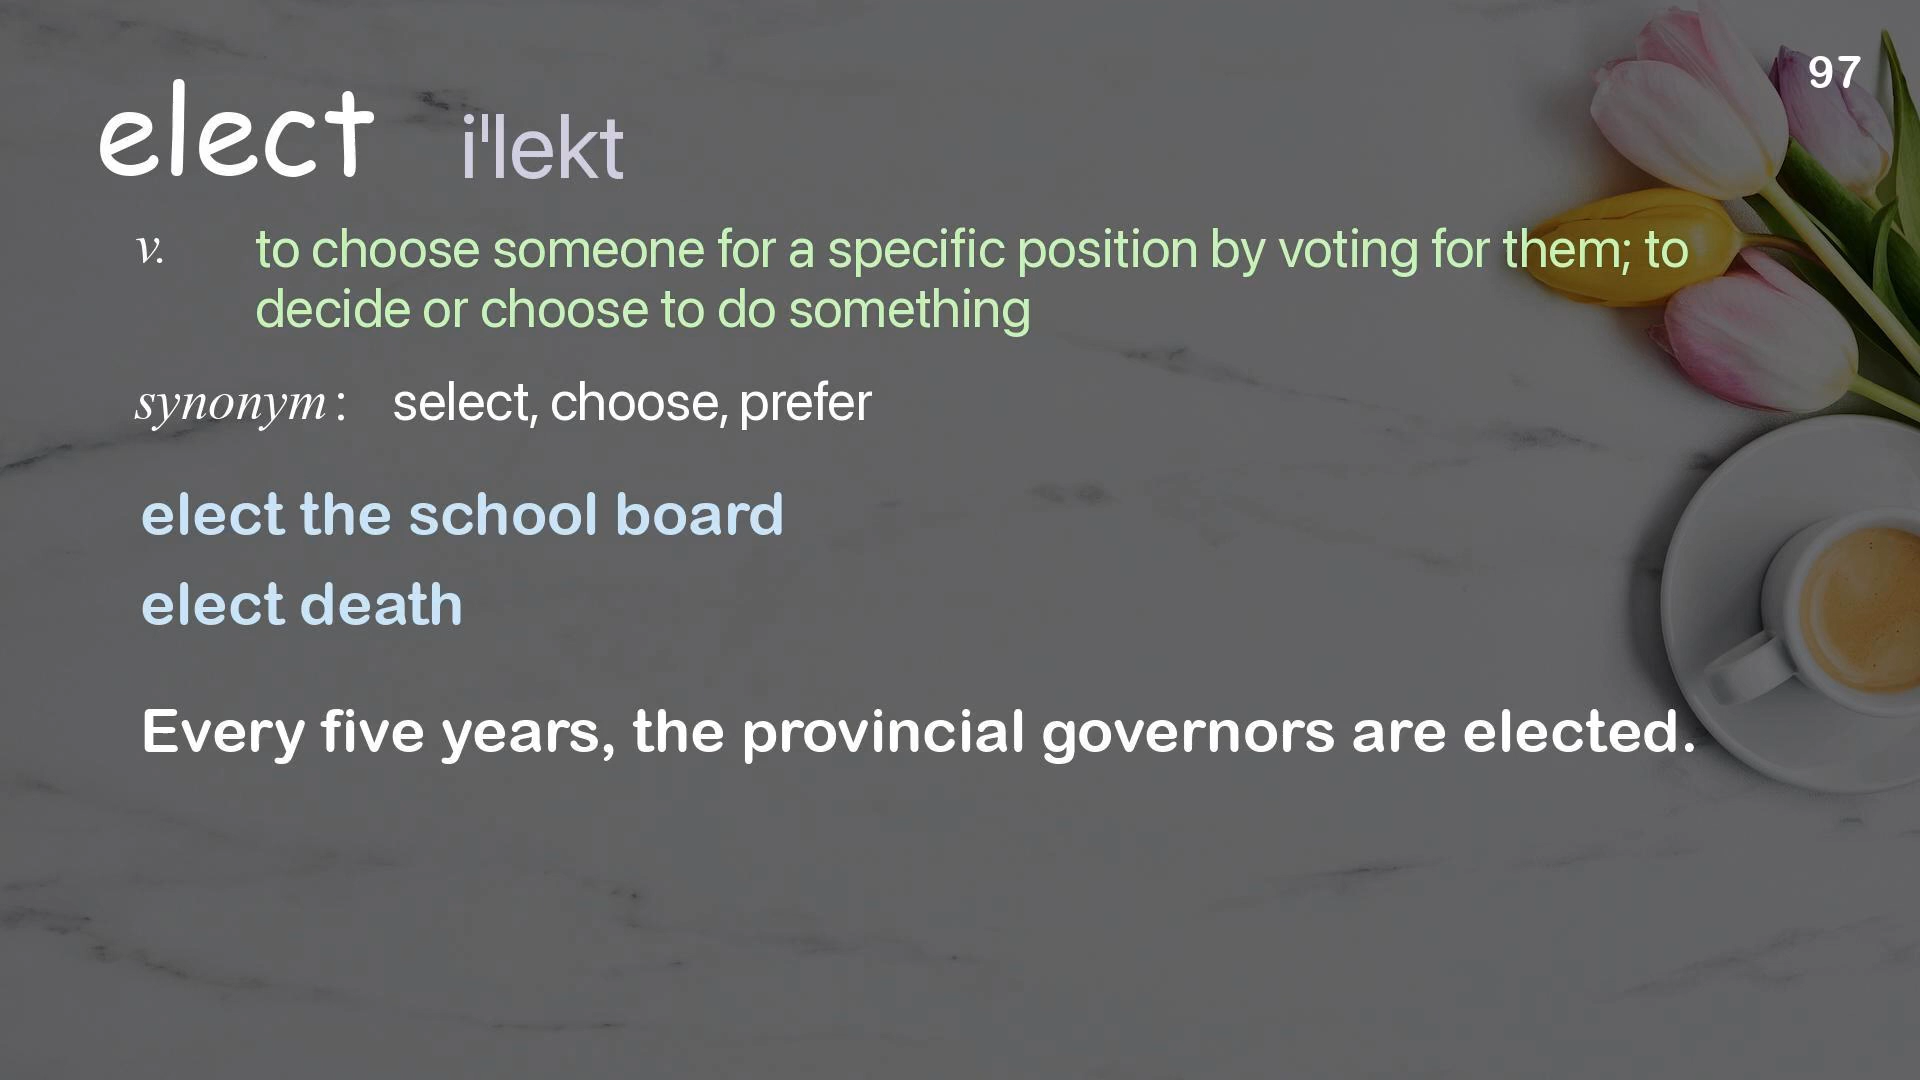 97
elect iˈlekt
v. to choose someone for a specific position by voting for them; to
decide or choose to do something
synonym: select, choose, prefer
elect the school board
elect death
Every five years, the provincial governors are elected.